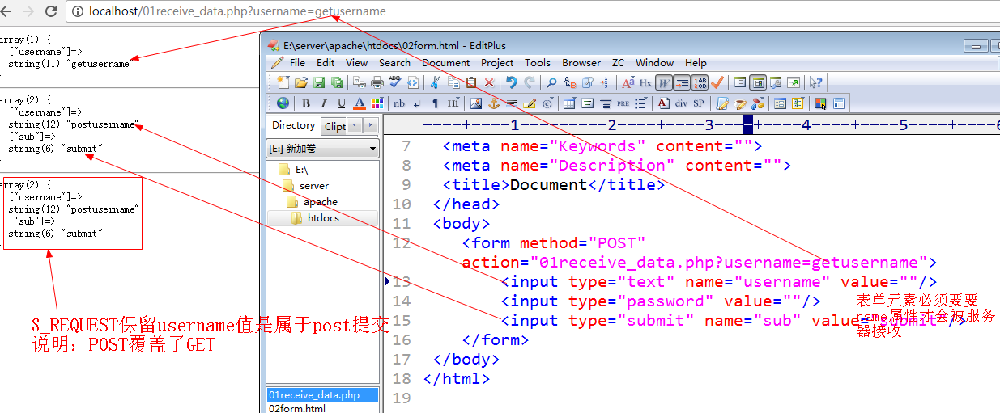 localhost/01receive_data.php?username=getusername
array(1) {
["username"]=>
string(11) "getusername"
array(2) {
["username"]=>
string(12) "postusername"
["sub"]=>
string(6) "submit"
array(2) {
["username"]=>
string(12) "postusername"
["sub"]=>
string(6) "submit"
$_REQUEST保留username值是属于post提交
说明：POST覆盖了GET
E:\server\apache\htdocs\02form.html - EditPlus
File Edit View Search Document Project Tools Browser ZC Window Help
B I U A nb HI PRE A div SP
Directory Clipt
[E:] 新加卷
E:\
server
apache
htdocs
01receive_data.php
02form.html
----+----1----+----2----+----3----+----4----+----5----+----6
7 <meta name="Keywords" content="">
8 <meta name="Description" content="">
9 <title>Document</title>
10 </head>
11 <body>
12 <form method="POST"
action="01receive_data.php?username=getusername">
13 <input type="text" name="username" value=""/>
14 <input type="password" value=""/>
15 <input type="submit" name="sub" value="submit"/>
16 </form>
17 </body>
18 </html>
19
表单元素必须要要
name属性才会被服务
器接收